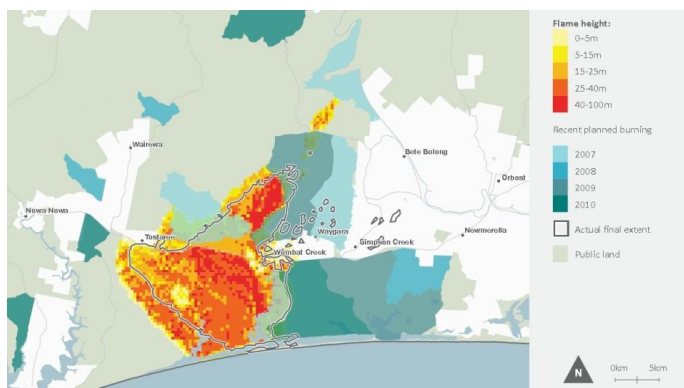 Flame height:
0–5m
5-15m
15-25m
25-40m
40-100m
Recent planned burning
2007
2008
2009
2010
Actual final extent
Public land
N
0km 5km
Wairewa
Bete Bolong
Orbost
Nowa Nowa
Tostaree
Waygara
Newmerella
Simpson Creek
Wombat Creek